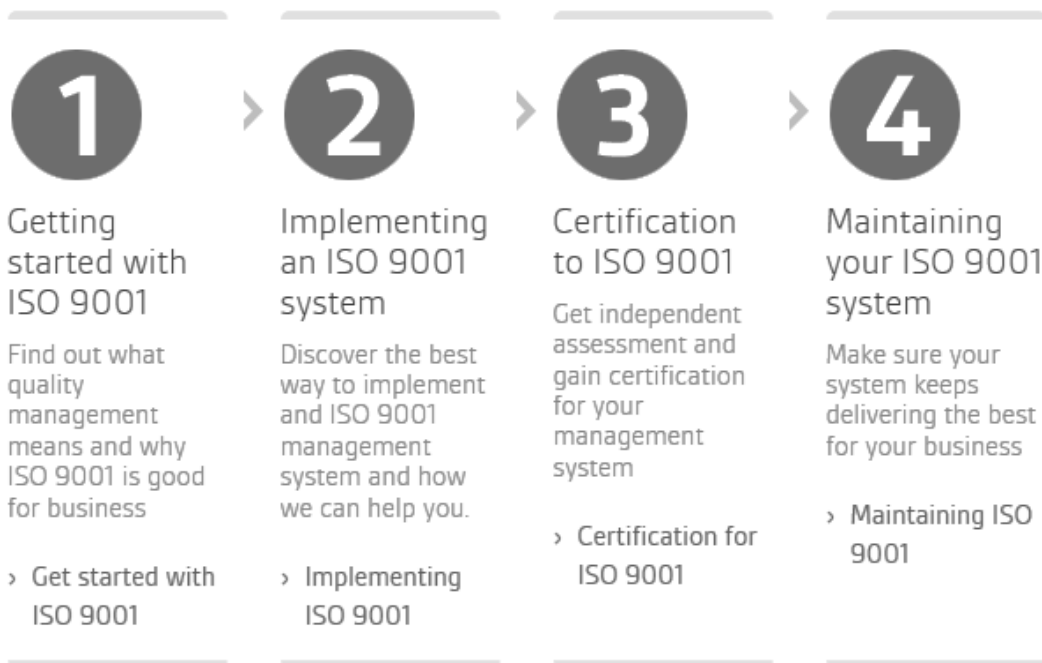 1
Getting
started with
ISO 9001
Find out what
quality
management
means and why
ISO 9001 is good
for business
› Get started with
ISO 9001
2
Implementing
an ISO 9001
system
Discover the best
way to implement
and ISO 9001
management
system and how
we can help you.
› Implementing
ISO 9001
3
Certification
to ISO 9001
Get independent
assessment and
gain certification
for your
management
system
› Certification for
ISO 9001
4
Maintaining
your ISO 9001
system
Make sure your
system keeps
delivering the best
for your business
› Maintaining ISO
9001